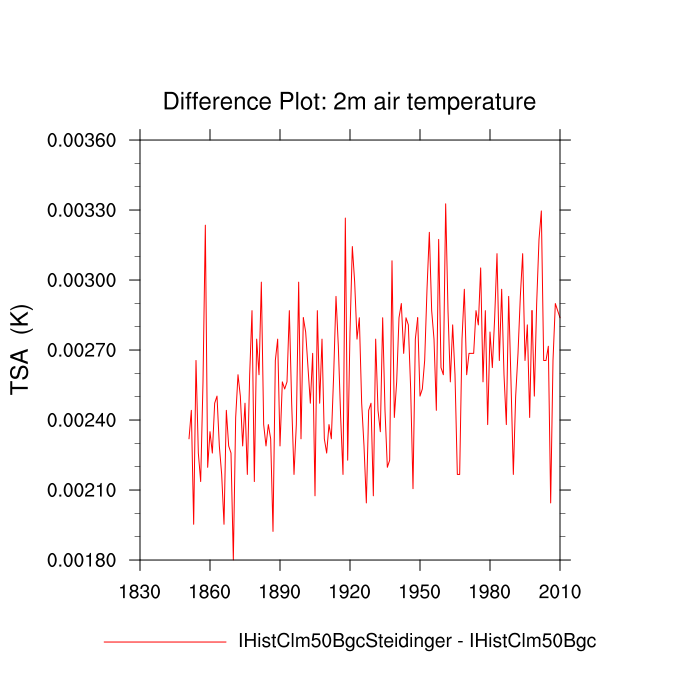 Difference Plot: 2m air temperature
TSA (K)
0.00360
0.00330
0.00300
0.00270
0.00240
0.00210
0.00180
1830 1860 1890 1920 1950 1980 2010
IHistClm50BgcSteidinger - IHistClm50Bgc